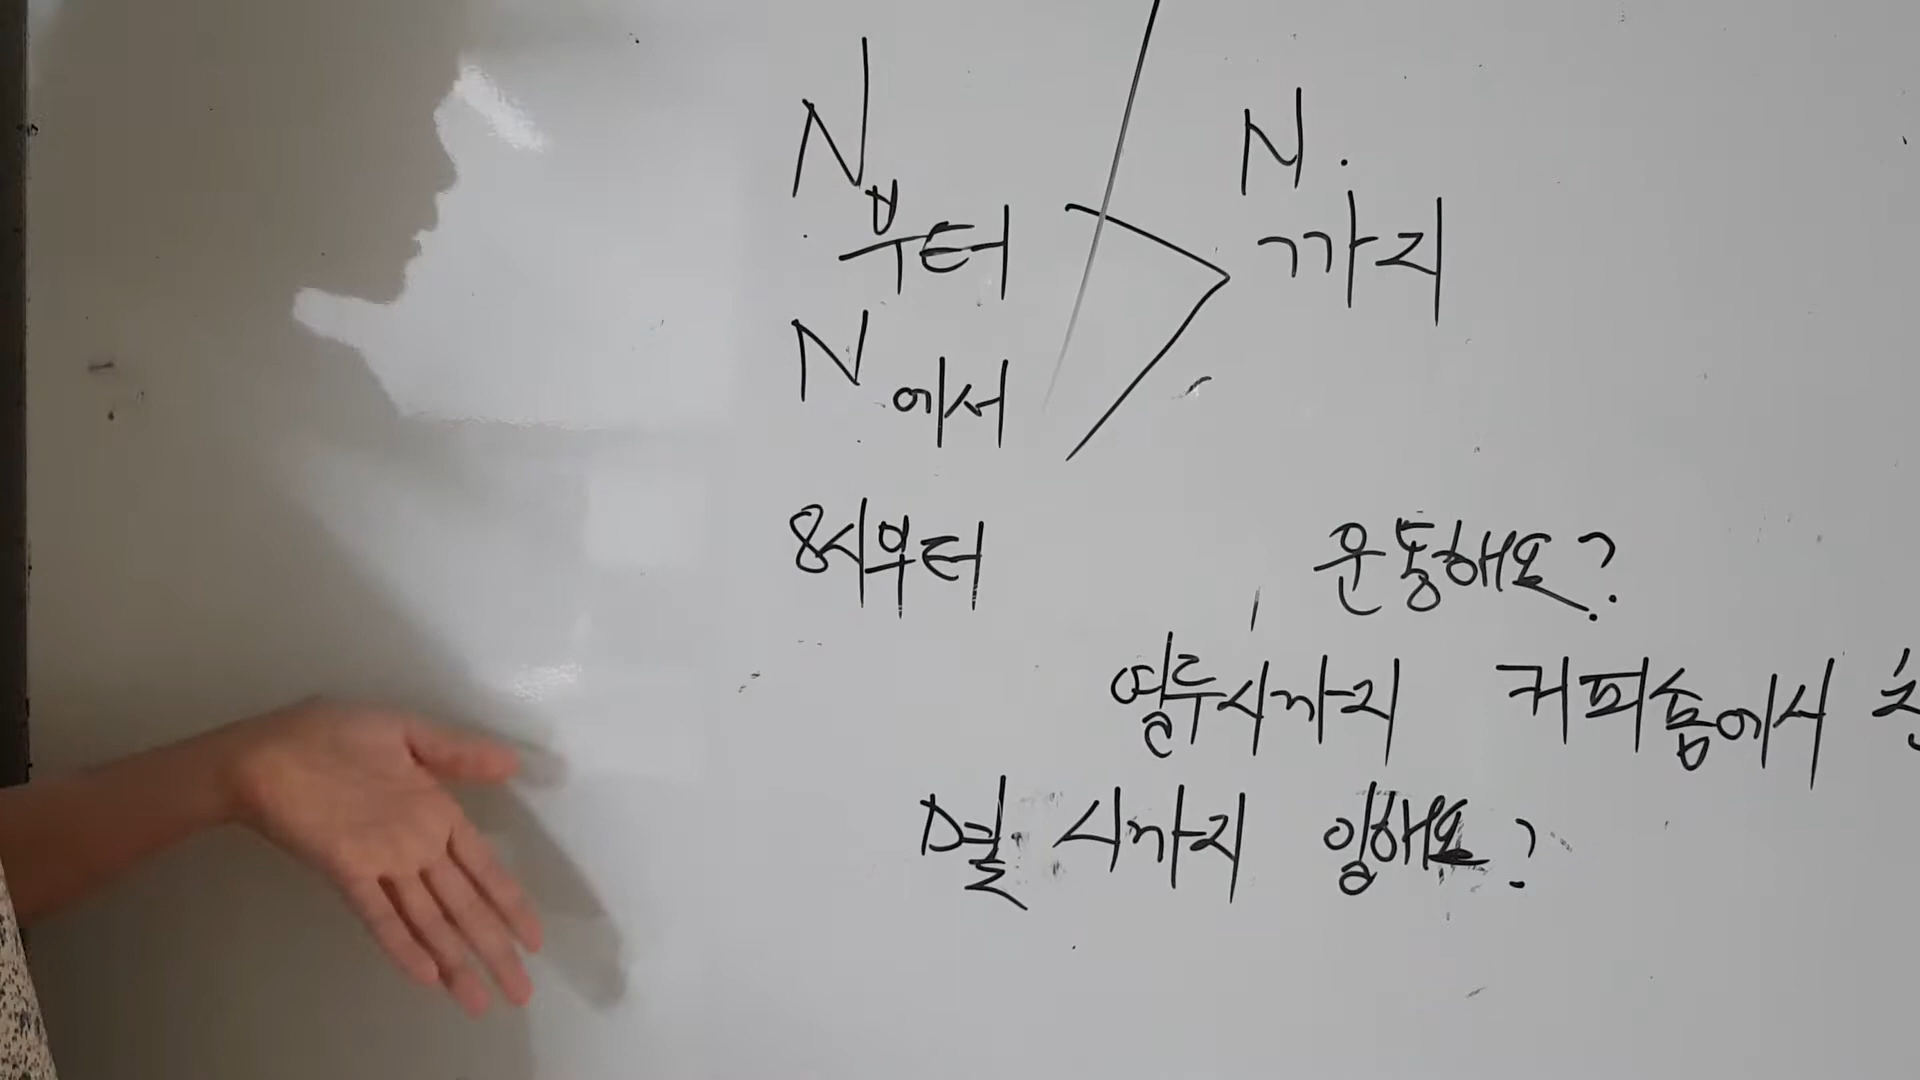 N부터 N까지
N에서
8시부터 운동해요?
열두시까지 커피숍에서
몇 시까지 일해요?